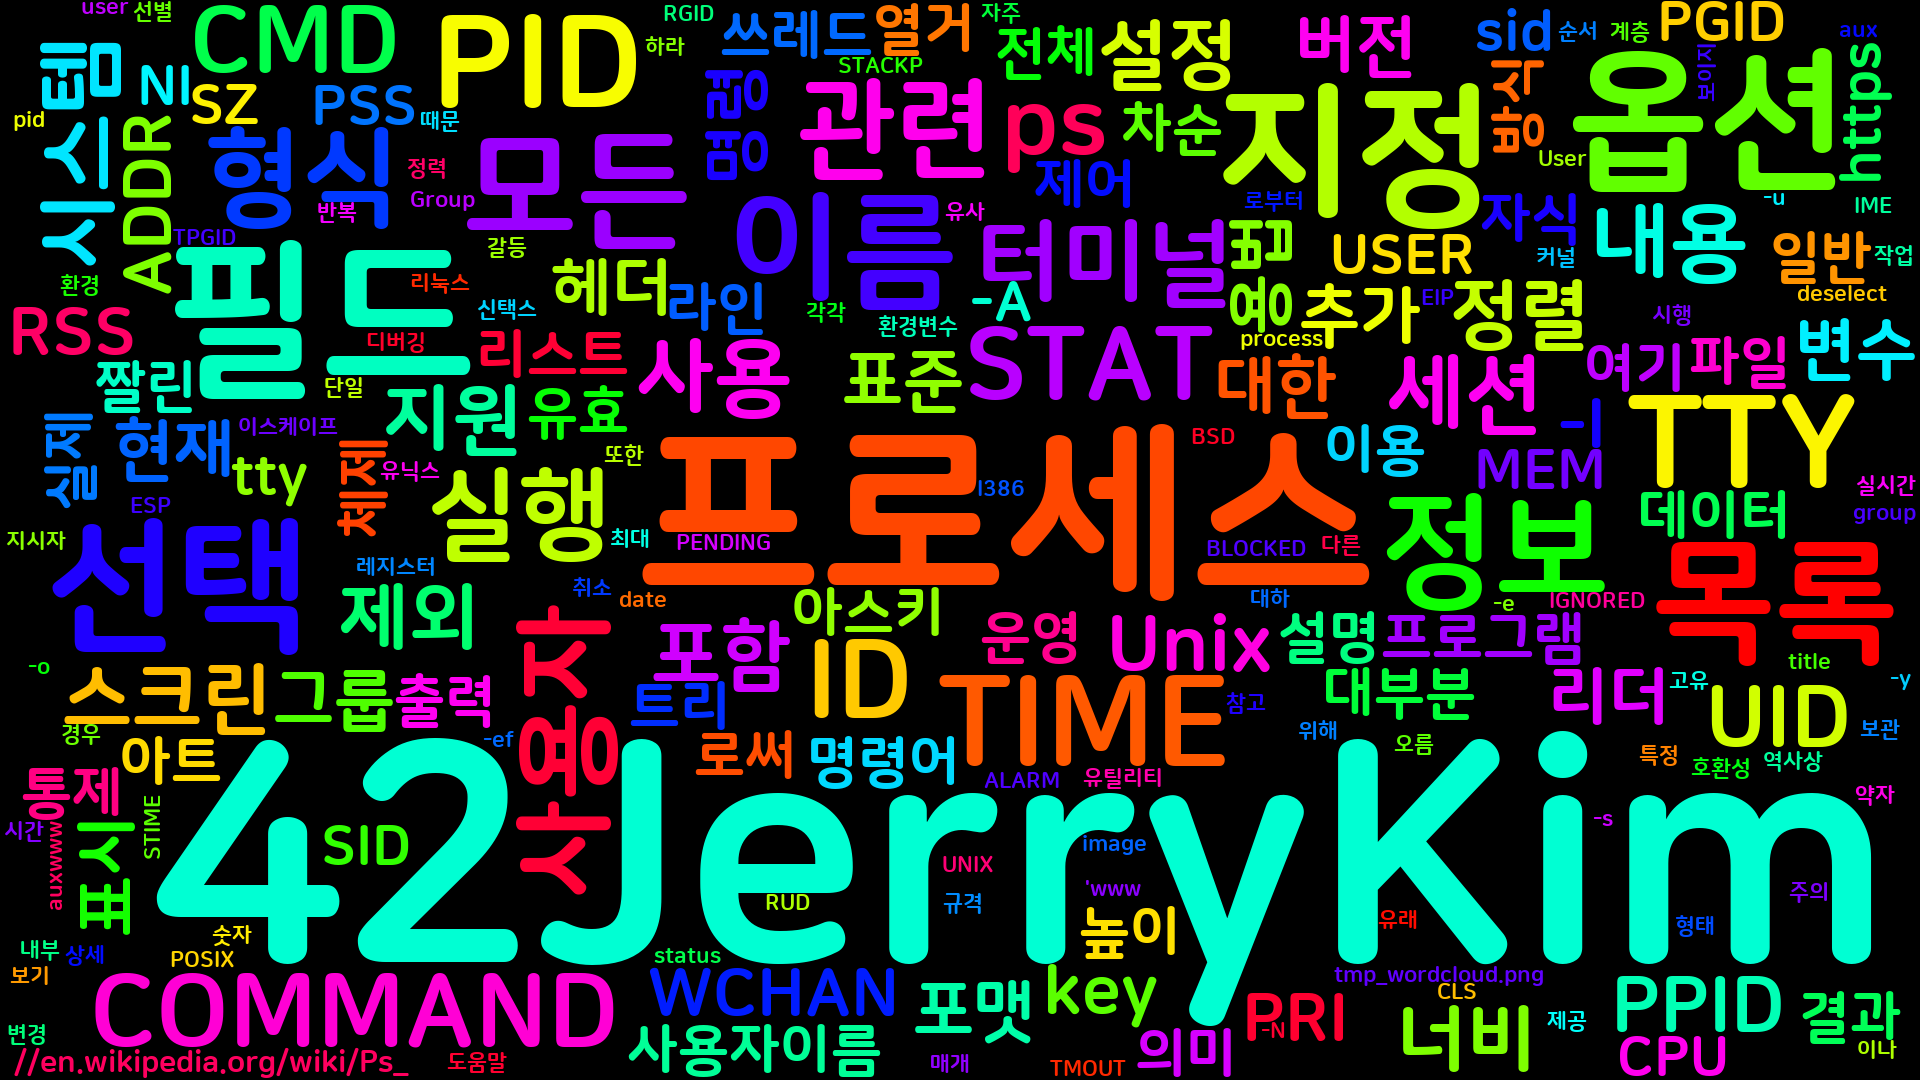 user 선별
CMD
PID
RGID
하라
쓰레드
열거
자주
전체
설정
버전
sid
순서
계층
PGID
aux
시스템
NI
SZ
PSS
때문
명령
STACKP
관련
ps
차순
지정
방식
보이지
옵션
https
pid
ADDR
형식
정력
모든
Group
반복
제어
User
로부터
자식
-u
IME
TPGID
갈등
이름
유사
터미널
문법
USER
커널
내용
일반
작업
환경
필드
리눅스
헤더
신택스
라인
각각
-A
환경변수
추가
EIP
정렬
시행
deselect
RSS
디버깅
리스트
사용
표준
STAT
process
대한
세션
여기
파일
변수
짤린
단일
지원
유효
-l
TTY
실제
현재
이스케이프
tty
체제
유닉스
실행
또한
프로세스
I386
BSD
이용
MEM
데이터
실시간
group
ESP
지시자
선택
레지스터
최대
PENDING
BLOCKED
다른
정보
목록
제외
취소
date
사용자
포함
아스키
운영
Unix
대하
설명
프로그램
-e
IGNORED
-o
스크린
그룹
출력
트리
ID
TIME
참고
대부분
리더
고유
title
UID
-y
경우
아트
-ef
로써
명령어
ALARM
유틸리티
위해
오름
특정
호환성
역사상
보관
약자
통제
시간
auxwww
표시
STIME
42JerryKim
SID
image
UNIX
'www
RUD
규격
-s
주의
유래
형태
높이
내부
상세
숫자
POSIX
보기
status
COMMAND
WCHAN
포맷
key
tmp_wordcloud.png
CLS
PRI
-N
너비
제공
PPID
결과
변경
//en.wikipedia.org/wiki/Ps_
도움말
사용자이름
매개
TMOUT
의미
CPU
이나